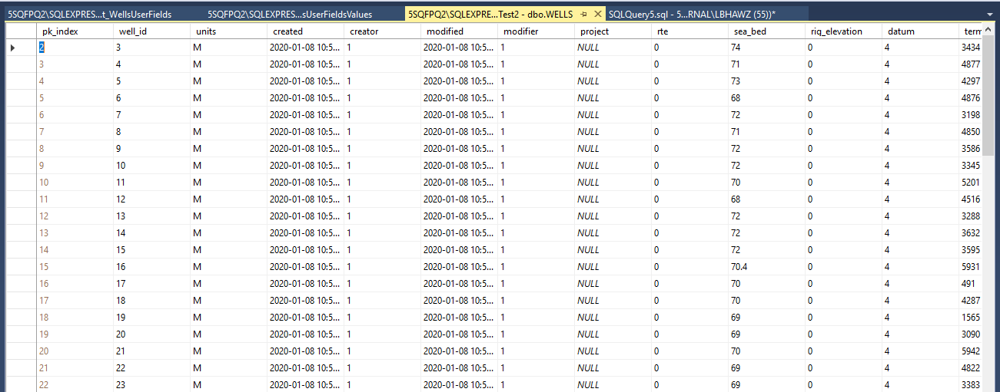 5SQFPQ2\SQLEXPRES...t_WellsUserFields 5SQFPQ2\SQLEXPRES...sUserFieldsValues 5SQFPQ2\SQLEXPRE...Test2 - dbo.WELLS SQLQuery5.sql - 5...RNAL\LBHAWZ (55))*
pk_index well_id units created creator modified modifier project rte sea_bed rig_elevation datum term
2 3 M 2020-01-08 10:5... 1 2020-01-08 10:5... 1 NULL 0 74 0 4 3434
3 4 M 2020-01-08 10:5... 1 2020-01-08 10:5... 1 NULL 0 71 0 4 4877
4 5 M 2020-01-08 10:5... 1 2020-01-08 10:5... 1 NULL 0 73 0 4 4297
5 6 M 2020-01-08 10:5... 1 2020-01-08 10:5... 1 NULL 0 68 0 4 4876
6 7 M 2020-01-08 10:5... 1 2020-01-08 10:5... 1 NULL 0 72 0 4 3198
7 8 M 2020-01-08 10:5... 1 2020-01-08 10:5... 1 NULL 0 71 0 4 4850
8 9 M 2020-01-08 10:5... 1 2020-01-08 10:5... 1 NULL 0 72 0 4 3586
9 10 M 2020-01-08 10:5... 1 2020-01-08 10:5... 1 NULL 0 72 0 4 3345
10 11 M 2020-01-08 10:5... 1 2020-01-08 10:5... 1 NULL 0 70 0 4 5201
11 12 M 2020-01-08 10:5... 1 2020-01-08 10:5... 1 NULL 0 68 0 4 4516
12 13 M 2020-01-08 10:5... 1 2020-01-08 10:5... 1 NULL 0 72 0 4 3288
13 14 M 2020-01-08 10:5... 1 2020-01-08 10:5... 1 NULL 0 72 0 4 3632
14 15 M 2020-01-08 10:5... 1 2020-01-08 10:5... 1 NULL 0 72 0 4 3595
15 16 M 2020-01-08 10:5... 1 2020-01-08 10:5... 1 NULL 0 70.4 0 4 5931
16 17 M 2020-01-08 10:5... 1 2020-01-08 10:5... 1 NULL 0 70 0 4 491
17 18 M 2020-01-08 10:5... 1 2020-01-08 10:5... 1 NULL 0 70 0 4 4287
18 19 M 2020-01-08 10:5... 1 2020-01-08 10:5... 1 NULL 0 69 0 4 1565
19 20 M 2020-01-08 10:5... 1 2020-01-08 10:5... 1 NULL 0 69 0 4 3090
20 21 M 2020-01-08 10:5... 1 2020-01-08 10:5... 1 NULL 0 70 0 4 5942
21 22 M 2020-01-08 10:5... 1 2020-01-08 10:5... 1 NULL 0 69 0 4 4822
22 23 M 2020-01-08 10:5... 1 2020-01-08 10:5... 1 NULL 0 69 0 4 3383